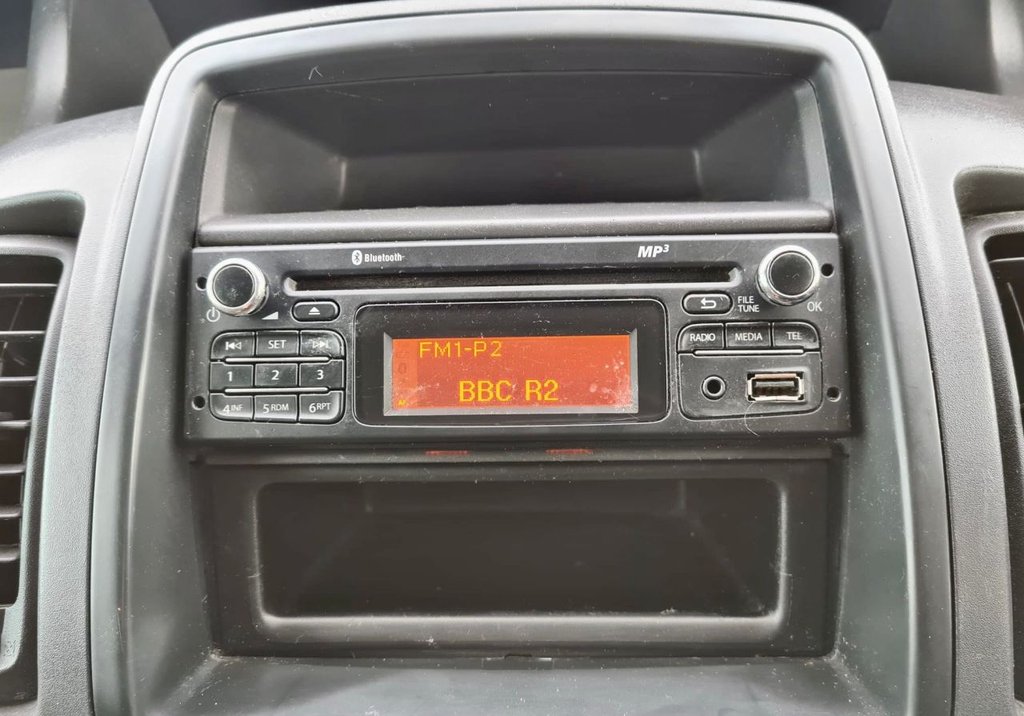 Bluetooth
MP3
FILE
TUNE
OK
SET
RADIO
MEDIA
TEL
1
2
3
4INF
5RDM
6RPT
FM1-P2
BBC R2
AF